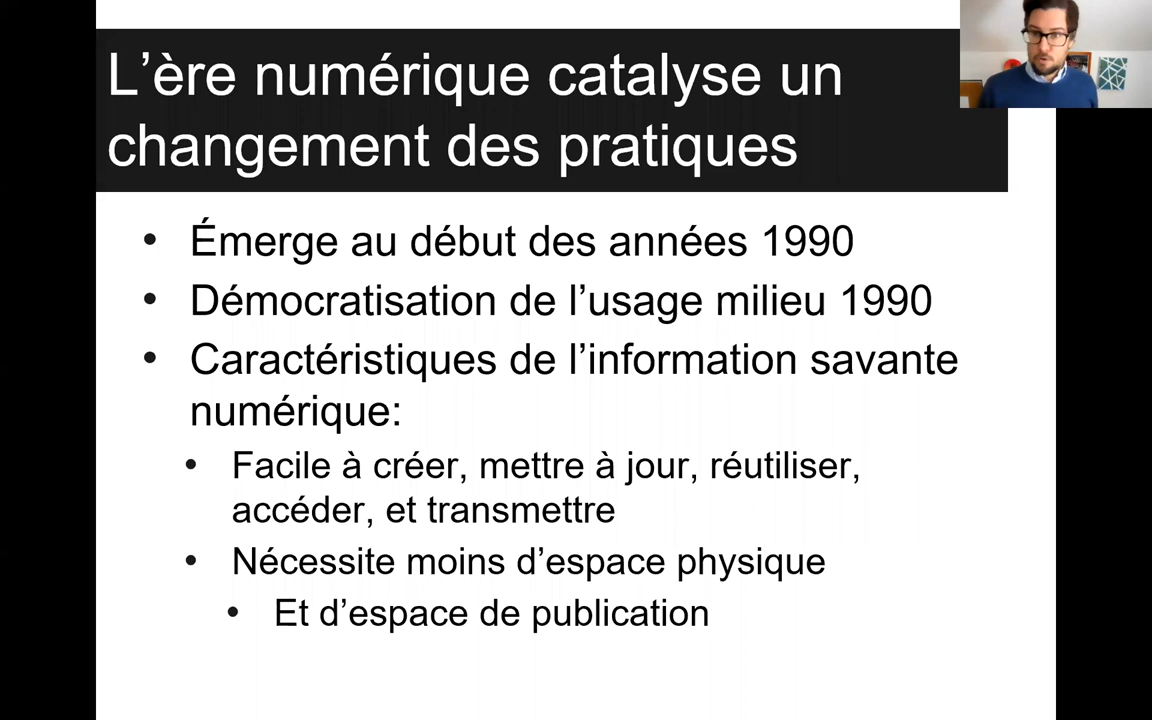 L’ère numérique catalyse un
changement des pratiques
• Émerge au début des années 1990
• Démocratisation de l’usage milieu 1990
• Caractéristiques de l’information savante
numérique:
• Facile à créer, mettre à jour, réutiliser,
accéder, et transmettre
• Nécessite moins d’espace physique
• Et d’espace de publication